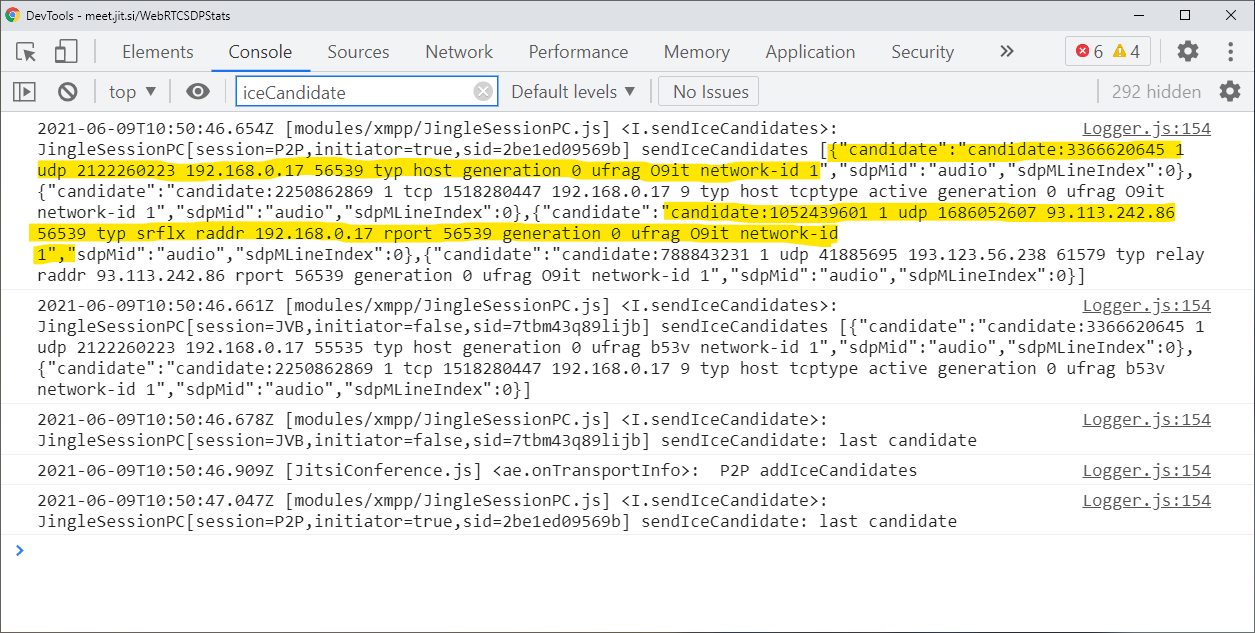 DevTools - meet.jit.si/WebRTCSDPStats
Elements Console Sources Network Performance Memory Application Security » 6 4
top ▼ iceCandidate Default levels ▼ No Issues 292 hidden
2021-06-09T10:50:46.654Z [modules/xmpp/JingleSessionPC.js] <I.sendIceCandidates>: Logger.js:154
JingleSessionPC[session=P2P,initiator=true,sid=2be1ed09569b] sendIceCandidates [{"candidate":"candidate:3366620645 1
udp 2122260223 192.168.0.17 56539 typ host generation 0 ufrag O9it network-id 1","sdpMid":"audio","sdpMLineIndex":0},
{"candidate":"candidate:2250862869 1 tcp 1518280447 192.168.0.17 9 typ host tcptype active generation 0 ufrag O9it
network-id 1","sdpMid":"audio","sdpMLineIndex":0},{"candidate":"candidate:1052439601 1 udp 1686052607 93.113.242.86
56539 typ srflx raddr 192.168.0.17 rport 56539 generation 0 ufrag O9it network-id
1","sdpMid":"audio","sdpMLineIndex":0},{"candidate":"candidate:788843231 1 udp 41885695 193.123.56.238 61579 typ relay
raddr 93.113.242.86 rport 56539 generation 0 ufrag O9it network-id 1","sdpMid":"audio","sdpMLineIndex":0}]
2021-06-09T10:50:46.661Z [modules/xmpp/JingleSessionPC.js] <I.sendIceCandidates>: Logger.js:154
JingleSessionPC[session=JVB,initiator=false,sid=7tbm43q89lijb] sendIceCandidates [{"candidate":"candidate:3366620645 1
udp 2122260223 192.168.0.17 55535 typ host generation 0 ufrag b53v network-id 1","sdpMid":"audio","sdpMLineIndex":0},
{"candidate":"candidate:2250862869 1 tcp 1518280447 192.168.0.17 9 typ host tcptype active generation 0 ufrag b53v
network-id 1","sdpMid":"audio","sdpMLineIndex":0}]
2021-06-09T10:50:46.678Z [modules/xmpp/JingleSessionPC.js] <I.sendIceCandidate>: Logger.js:154
JingleSessionPC[session=JVB,initiator=false,sid=7tbm43q89lijb] sendIceCandidate: last candidate
2021-06-09T10:50:46.909Z [JitsiConference.js] <ae.onTransportInfo>:  P2P addIceCandidates Logger.js:154
2021-06-09T10:50:47.047Z [modules/xmpp/JingleSessionPC.js] <I.sendIceCandidate>: Logger.js:154
JingleSessionPC[session=P2P,initiator=true,sid=2be1ed09569b] sendIceCandidate: last candidate